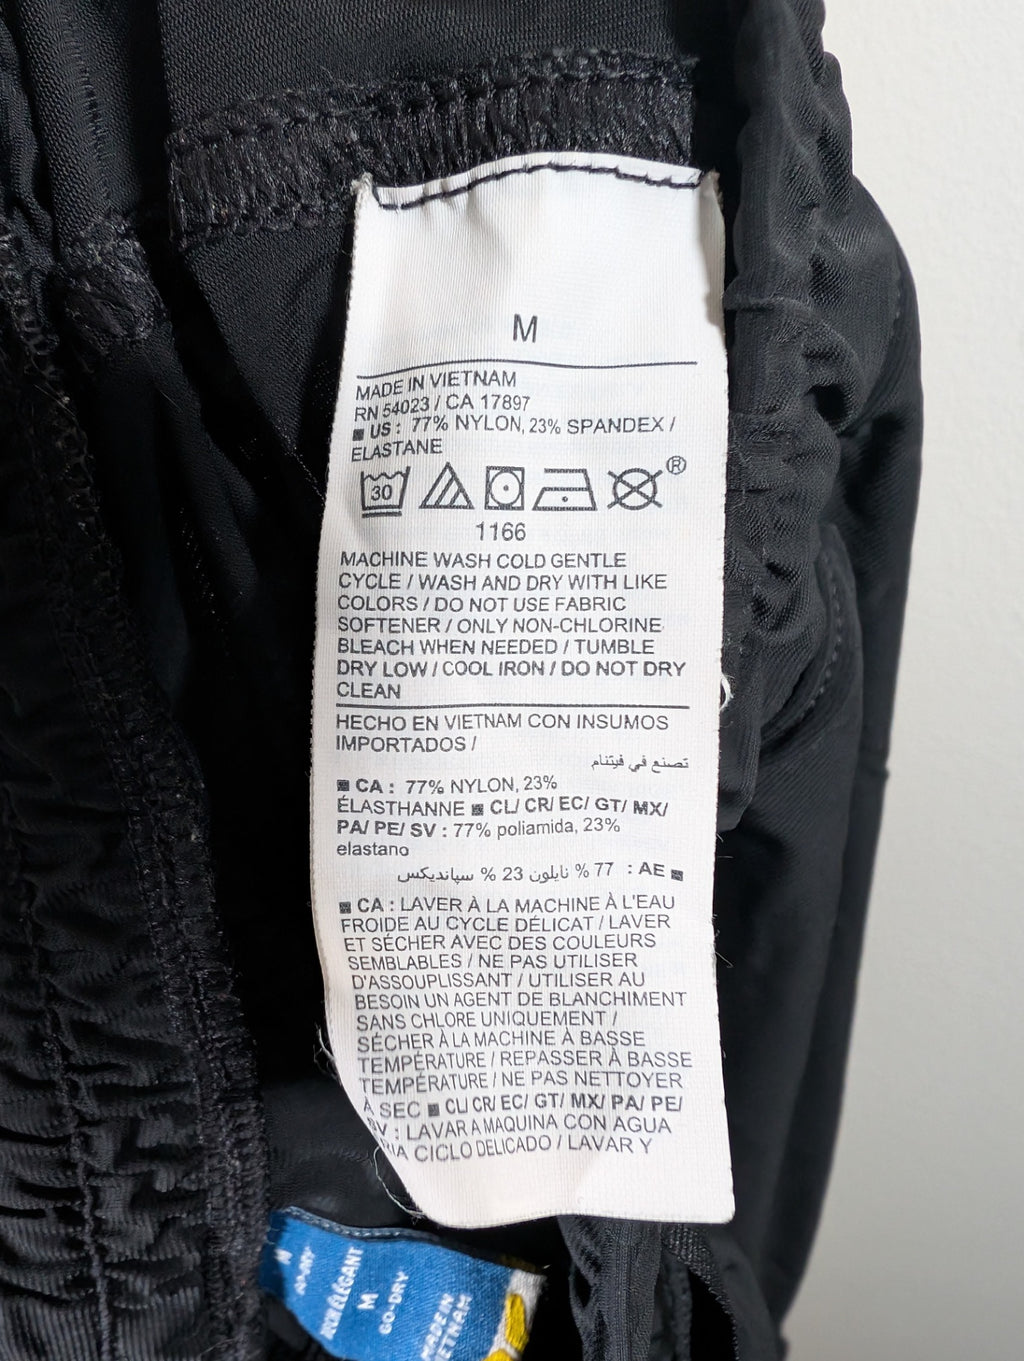 M
MADE IN VIETNAM
RN 54023 / CA 17897
US : 77% NYLON, 23% SPANDEX /
ELASTANE
30
®
1166
MACHINE WASH COLD GENTLE
CYCLE / WASH AND DRY WITH LIKE
COLORS / DO NOT USE FABRIC
SOFTENER / ONLY NON-CHLORINE
BLEACH WHEN NEEDED / TUMBLE
DRY LOW / COOL IRON / DO NOT DRY
CLEAN
HECHO EN VIETNAM CON INSUMOS
IMPORTADOS /
تصنع في فيتنام
CA : 77% NYLON, 23%
ÉLASTHANNE ■ CL/ CR/ EC/ GT/ MX/
PA/ PE/ SV : 77% poliamida, 23%
elastano
AE : 77 % نايلون 23 % سپانديكس
CA : LAVER À LA MACHINE À L'EAU
FROIDE AU CYCLE DÉLICAT / LAVER
ET SÉCHER AVEC DES COULEURS
SEMBLABLES / NE PAS UTILISER
D'ASSOUPLISSANT / UTILISER AU
BESOIN UN AGENT DE BLANCHIMENT
SANS CHLORE UNIQUEMENT /
SÉCHER À LA MACHINE À BASSE
TEMPÉRATURE / REPASSER À BASSE
TEMPÉRATURE / NE PAS NETTOYER
À SEC ■ CL/ CR/ EC/ GT/ MX/ PA/ PE/
SV : LAVAR A MAQUINA CON AGUA
CICLO DELICADO / LAVAR Y
M
ELEGANT
M
GO-DRY
MADE IN
VIETNAM